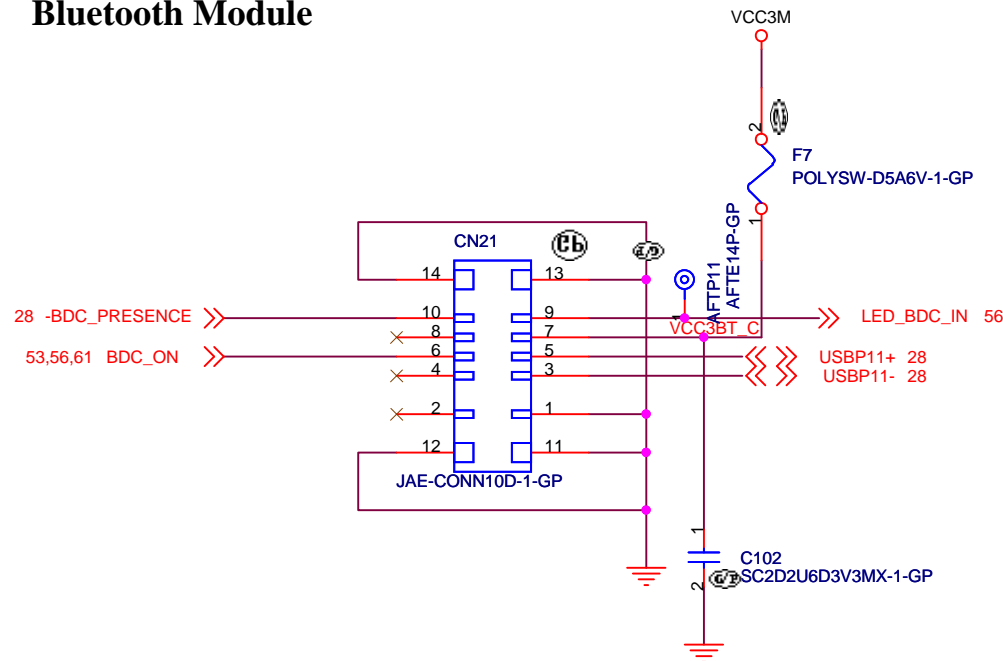 Bluetooth Module
VCC3M
2
F7
POLYSW-D5A6V-1-GP
1
AFTP11
AFTE14P-GP
CN21
14 13
28 -BDC_PRESENCE 10 9 LED_BDC_IN 56
1
8 7 VCC3BT_C
53,56,61 BDC_ON 6 5 USBP11+ 28
4 3 USBP11- 28
2 1
12 11
JAE-CONN10D-1-GP
1
C102
SC2D2U6D3V3MX-1-GP
2